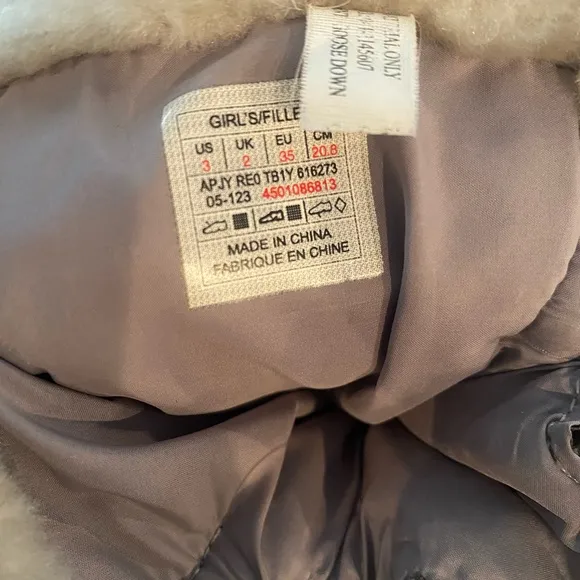 GIRL'S/FILLE
US UK EU CM
3 2 35 20.8
APJY RE0 TB1Y 616273
05-123 4501086813
MADE IN CHINA
FABRIQUE EN CHINE
ONLY
GOOSE DOWN